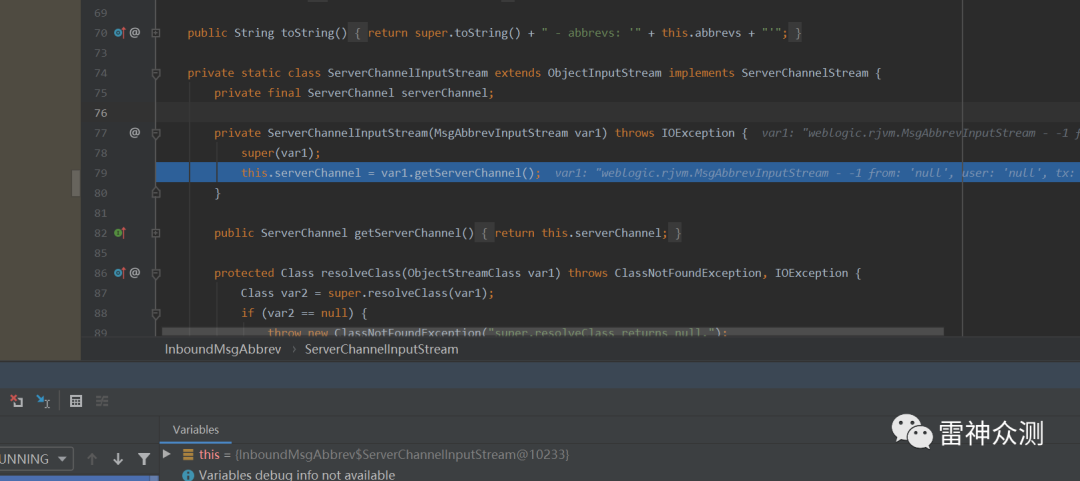 69
70 @ public String toString() { return super.toString() + " - abbrevs: '" + this.abbrevs + "'"; }
73
74 private static class ServerChannelInputStream extends ObjectInputStream implements ServerChannelStream {
75 private final ServerChannel serverChannel;
76
77 @ private ServerChannelInputStream(MsgAbbrevInputStream var1) throws IOException { var1: "weblogic.rjvm.MsgAbbrevInputStream - -1 f
78 super(var1);
79 this.serverChannel = var1.getServerChannel(); var1: "weblogic.rjvm.MsgAbbrevInputStream - -1 from: 'null', user: 'null', tx:
80 }
81
82 public ServerChannel getServerChannel() { return this.serverChannel; }
85
86 @ protected Class resolveClass(ObjectStreamClass var1) throws ClassNotFoundException, IOException {
87 Class var2 = super.resolveClass(var1);
88 if (var2 == null) {
89 throw new ClassNotFoundException("super.resolveClass returns null.");
InboundMsgAbbrev › ServerChannelInputStream
Variables
UNNING
this = {InboundMsgAbbrev$ServerChannelInputStream@10233}
Variables debug info not available
雷神众测